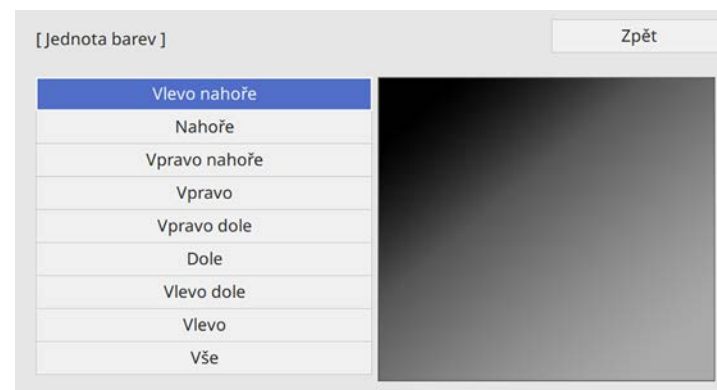 [ Jednota barev ]
Zpět
Vlevo nahoře
Nahoře
Vpravo nahoře
Vpravo
Vpravo dole
Dole
Vlevo dole
Vlevo
Vše